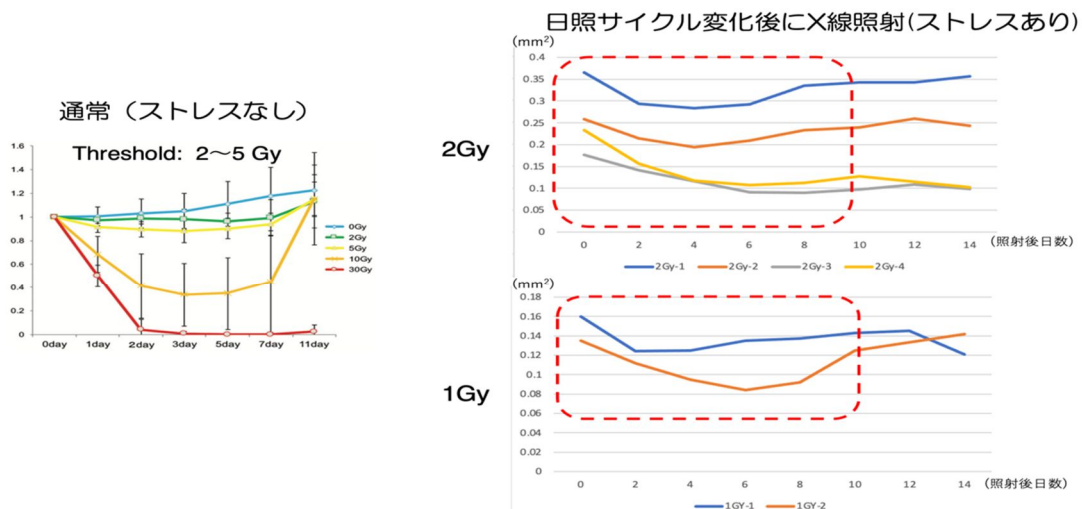 日照サイクル変化後にX線照射(ストレスあり)
通常（ストレスなし）
Threshold: 2〜5 Gy
1.6
1.4
1.2
1
0.8
0.6
0.4
0.2
0
0day 1day 2day 3day 5day 7day 11day
0Gy
2Gy
5Gy
10Gy
30Gy
2Gy
(mm²)
0.4
0.35
0.3
0.25
0.2
0.15
0.1
0.05
0
0 2 4 6 8 10 12 14 (照射後日数)
2Gy-1 2Gy-2 2Gy-3 2Gy-4
1Gy
(mm²)
0.18
0.16
0.14
0.12
0.1
0.08
0.06
0.04
0.02
0
0 2 4 6 8 10 12 14 (照射後日数)
1GY-1 1GY-2